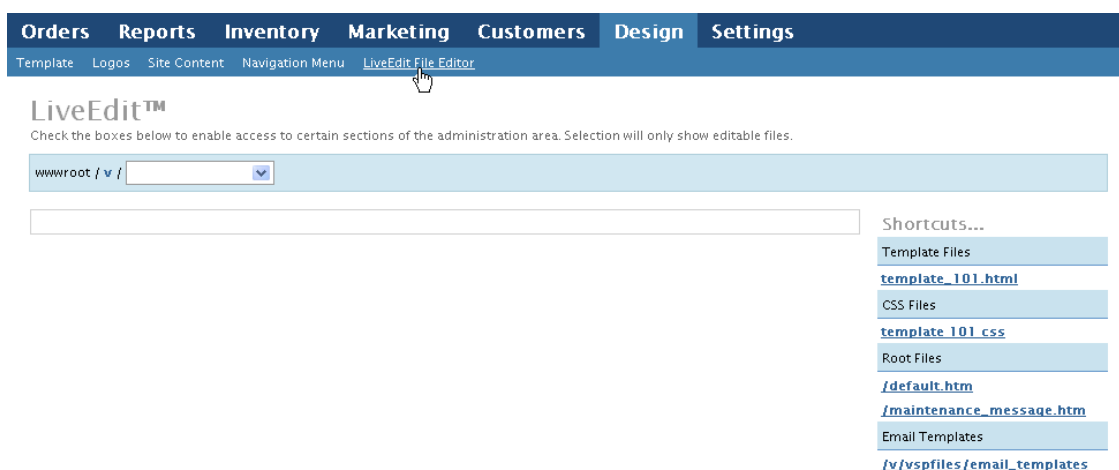 Orders Reports Inventory Marketing Customers Design Settings
Template Logos Site Content Navigation Menu LiveEdit File Editor
LiveEdit™
Check the boxes below to enable access to certain sections of the administration area. Selection will only show editable files.
wwwroot / v /
Shortcuts...
Template Files
template_101.html
CSS Files
template 101 css
Root Files
/default.htm
/maintenance_message.htm
Email Templates
/v/vspfiles/email_templates